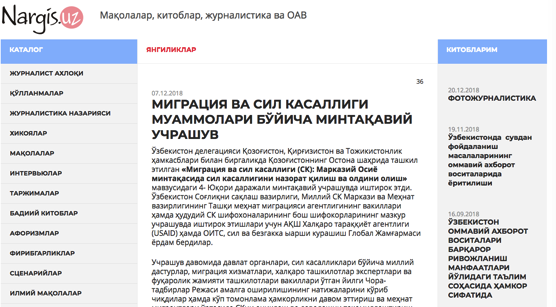 Nargis.uz
Мақолалар, китоблар, журналистика ва ОАВ
КАТАЛОГ
ЖУРНАЛИСТ АХЛОҚИ
ҚЎЛЛАНМАЛАР
ЖУРНАЛИСТИКА НАЗАРИЯСИ
ХИКОЯЛАР
МАҚОЛАЛАР
ИНТЕРВЬЮЛАР
ТАРЖИМАЛАР
БАДИИЙ КИТОБЛАР
АФОРИЗМЛАР
ФИРИБГАРЛИК
СЦЕНАРИЙЛАР
ИЛМИЙ МАҚОЛАЛАР
ЯНГИЛИКЛАР
36
07.12.2018
МИГРАЦИЯ ВА СИЛ КАСАЛЛИГИ
МУАММОЛАРИ БЎЙИЧА МИНТАҚАВИЙ
УЧРАШУВ
Ўзбекистон делегацияси Қозоғистон, Қирғизистон ва Тожикистонлик
ҳамкасблари билан биргаликда Қозоғистоннинг Остона шаҳрида ташкил
этилган «Миграция ва сил касаллиги (СК): Марказий Осиё
минтақасида сил касаллигини назорат қилиш ва олдини олиш»
мавзусидаги 4- Юқори даражали минтақавий учрашувда иштирок этди.
Ўзбекистон Соғлиқни сақлаш вазирлиги, Миллий СК Маркази ва Меҳнат
вазирлигининг Ташқи меҳнат миграцияси агентлигининг вакиллари
ҳамда ҳудудий СК шифохоналарининг бош шифокорларининг мазкур
учрашувда иштирок этишлари учун АҚШ Халқаро тараққиёт агентлиги
(USAID) ҳамда ОИТС, сил ва безгакка қарши курашиш Глобал Жамғармаси
ёрдам бердилар.
Учрашув давомида давлат органлари, сил касалликлари бўйича миллий
дастурлар, миграция хизматлари, халқаро ташкилотлар экспертлари ва
фуқаролик жамияти ташкилотлари вакиллари ўтган йилги Чора-
тадбирлар Режаси амалга оширилишининг натижаларини кўриб
чиқдилар ҳамда кўп томонлама ҳамкорликни давом эттириш ва меҳнат
КИТОБЛАРИМ
20.12.2018
ФОТОЖУРНАЛИСТИКА
19.11.2018
Ўзбекистонда сувдан
фойдаланиш
масалаларининг
оммавий ахборот
воситаларида
ёритилиши
16.09.2018
ЎЗБЕКИСТОН
ОММАВИЙ АХБОРОТ
ВОСИТАЛАРИ
БАРҚАРОР
РИВОЖЛАНИШ
МАНФААТЛАРИ
ЙЎЛИДАГИ ТАЪЛИМ
СОҲАСИДА ҲАМКОР
СИФАТИДА